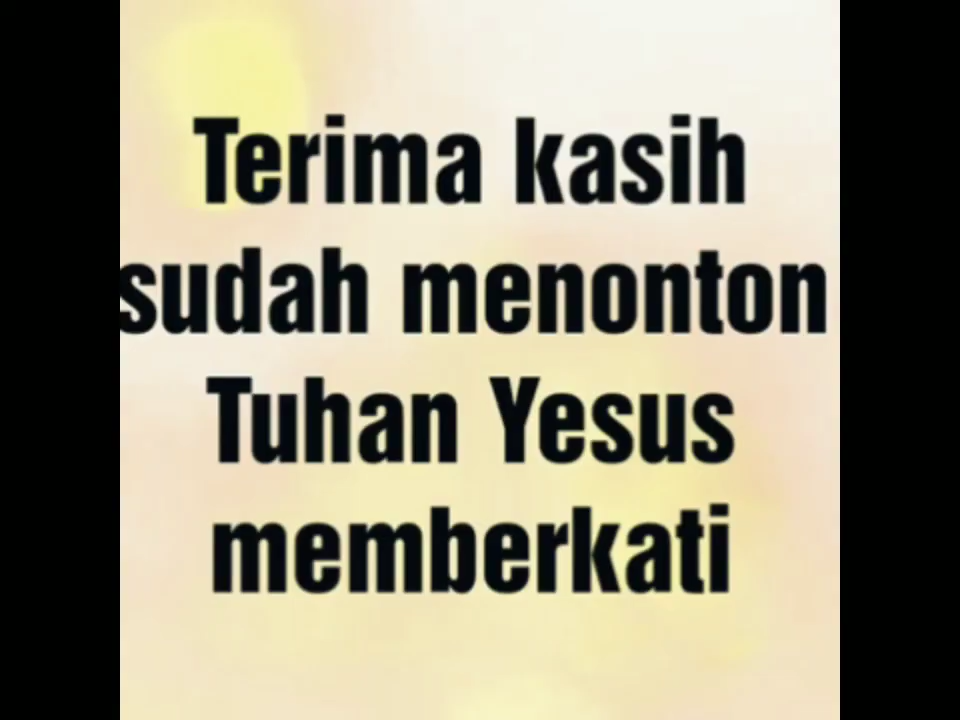 Terima kasih
sudah menonton
Tuhan Yesus
memberkati